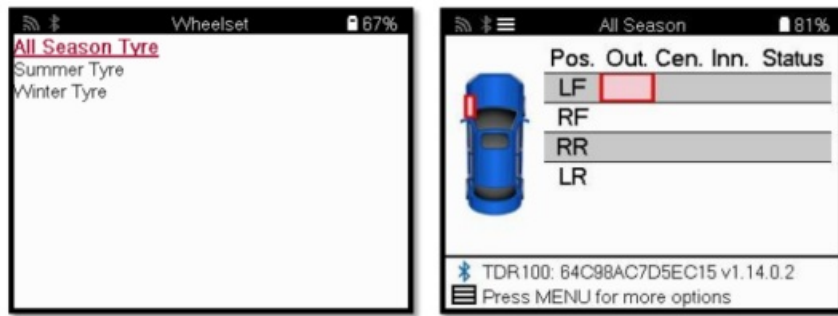 Wheelset 67%
All Season Tyre
Summer Tyre
Winter Tyre
All Season 81%
Pos. Out. Cen. Inn. Status
LF
RF
RR
LR
TDR100: 64C98AC7D5EC15 v1.14.0.2
Press MENU for more options